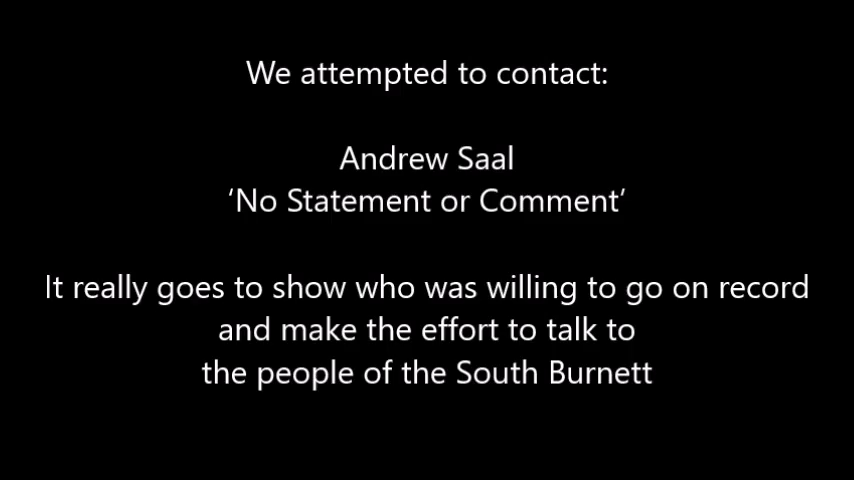 We attempted to contact:
Andrew Saal
‘No Statement or Comment’
It really goes to show who was willing to go on record
and make the effort to talk to
the people of the South Burnett